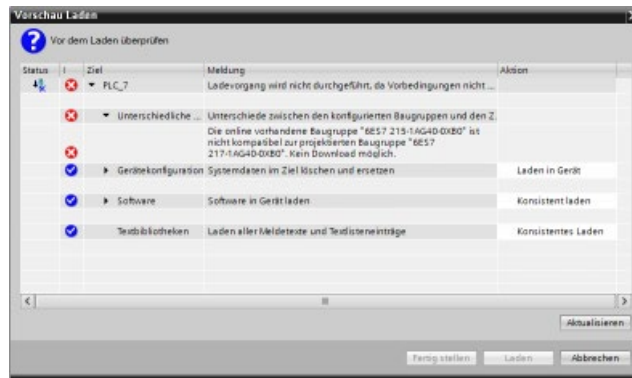 Vorschau Laden
Vor dem Laden überprüfen
Status ! Ziel Meldung Aktion
PLC_7 Ladevorgang wird nicht durchgeführt, da Vorbedingungen nicht ...
Unterschiedliche ... Unterschiede zwischen den konfigurierten Baugruppen und den Z.
Die online vorhandene Baugruppe "6ES7 215-1AG40-0XB0" ist
nicht kompatibel zur projektierten Baugruppe "6ES7
217-1AG40-0XB0". Kein Download möglich.
Gerätekonfiguration Systemdaten im Ziel löschen und ersetzen Laden in Gerät
Software Software in Gerät laden Konsistent laden
Textbibliotheken Laden aller Meldetexte und Textlisteneinträge Konsistentes Laden
Aktualisieren
Fertig stellen Laden Abbrechen